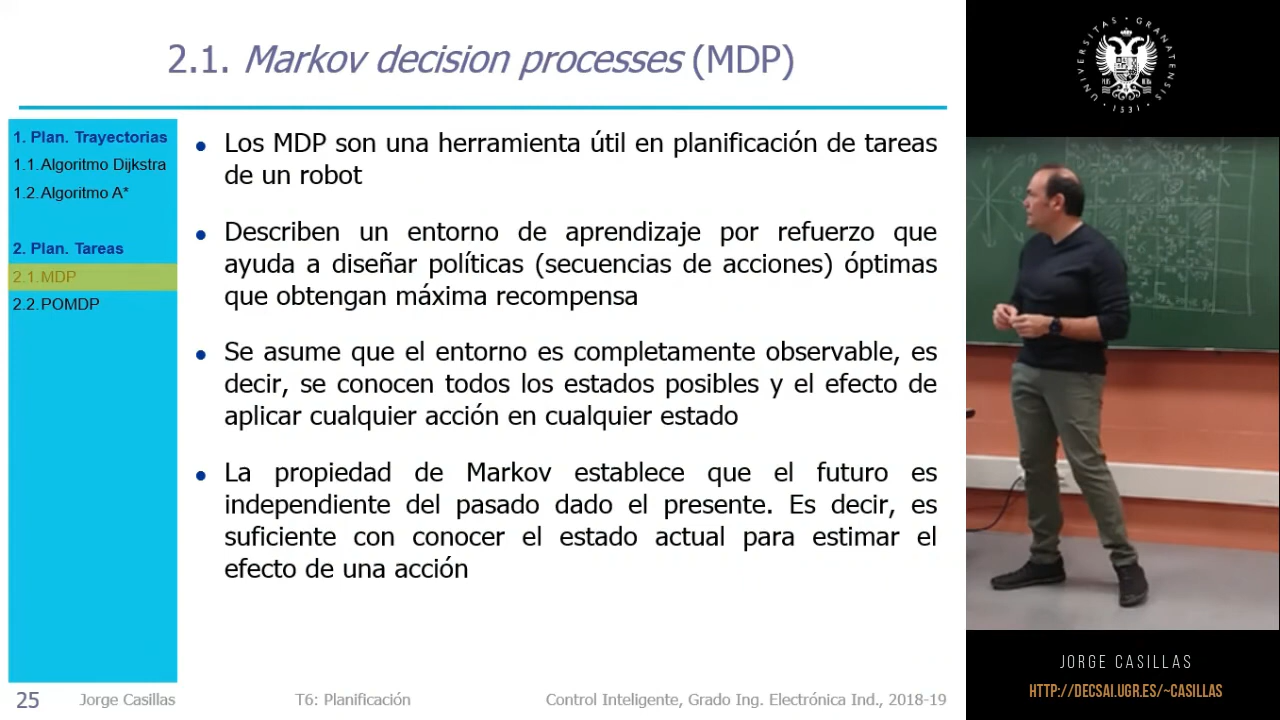 2.1. Markov decision processes (MDP)
1. Plan. Trayectorias
1.1. Algoritmo Dijkstra
1.2. Algoritmo A*
2. Plan. Tareas
2.1. MDP
2.2. POMDP
• Los MDP son una herramienta útil en planificación de tareas
de un robot
• Describen un entorno de aprendizaje por refuerzo que
ayuda a diseñar políticas (secuencias de acciones) óptimas
que obtengan máxima recompensa
• Se asume que el entorno es completamente observable, es
decir, se conocen todos los estados posibles y el efecto de
aplicar cualquier acción en cualquier estado
• La propiedad de Markov establece que el futuro es
independiente del pasado dado el presente. Es decir, es
suficiente con conocer el estado actual para estimar el
efecto de una acción
25
Jorge Casillas
T6: Planificación
Control Inteligente, Grado Ing. Electrónica Ind., 2018-19
UNIVERSITAS · GRANATENSIS
· 1531 ·
JORGE CASILLAS
HTTP://DECSAI.UGR.ES/~CASILLAS